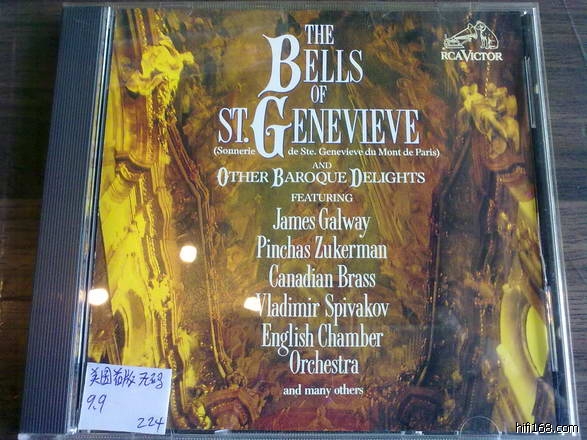 THE
BELLS
OF
ST. GENEVIEVE
(Sonnerie de Ste. Genevieve du Mont de Paris)
AND
OTHER BAROQUE DELIGHTS
FEATURING
James Galway
Pinchas Zukerman
Canadian Brass
Vladimir Spivakov
English Chamber
Orchestra
and many others
RCA VICTOR
美国首版 无码
9.9
224
hifi168.com